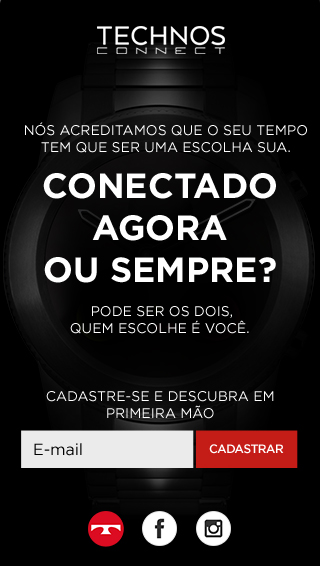 TECHNOS
CONNECT
NÓS ACREDITAMOS QUE O SEU TEMPO
TEM QUE SER UMA ESCOLHA SUA.
CONECTADO
AGORA
OU SEMPRE?
PODE SER OS DOIS,
QUEM ESCOLHE É VOCÊ.
CADASTRE-SE E DESCUBRA EM
PRIMEIRA MÃO
E-mail CADASTRAR